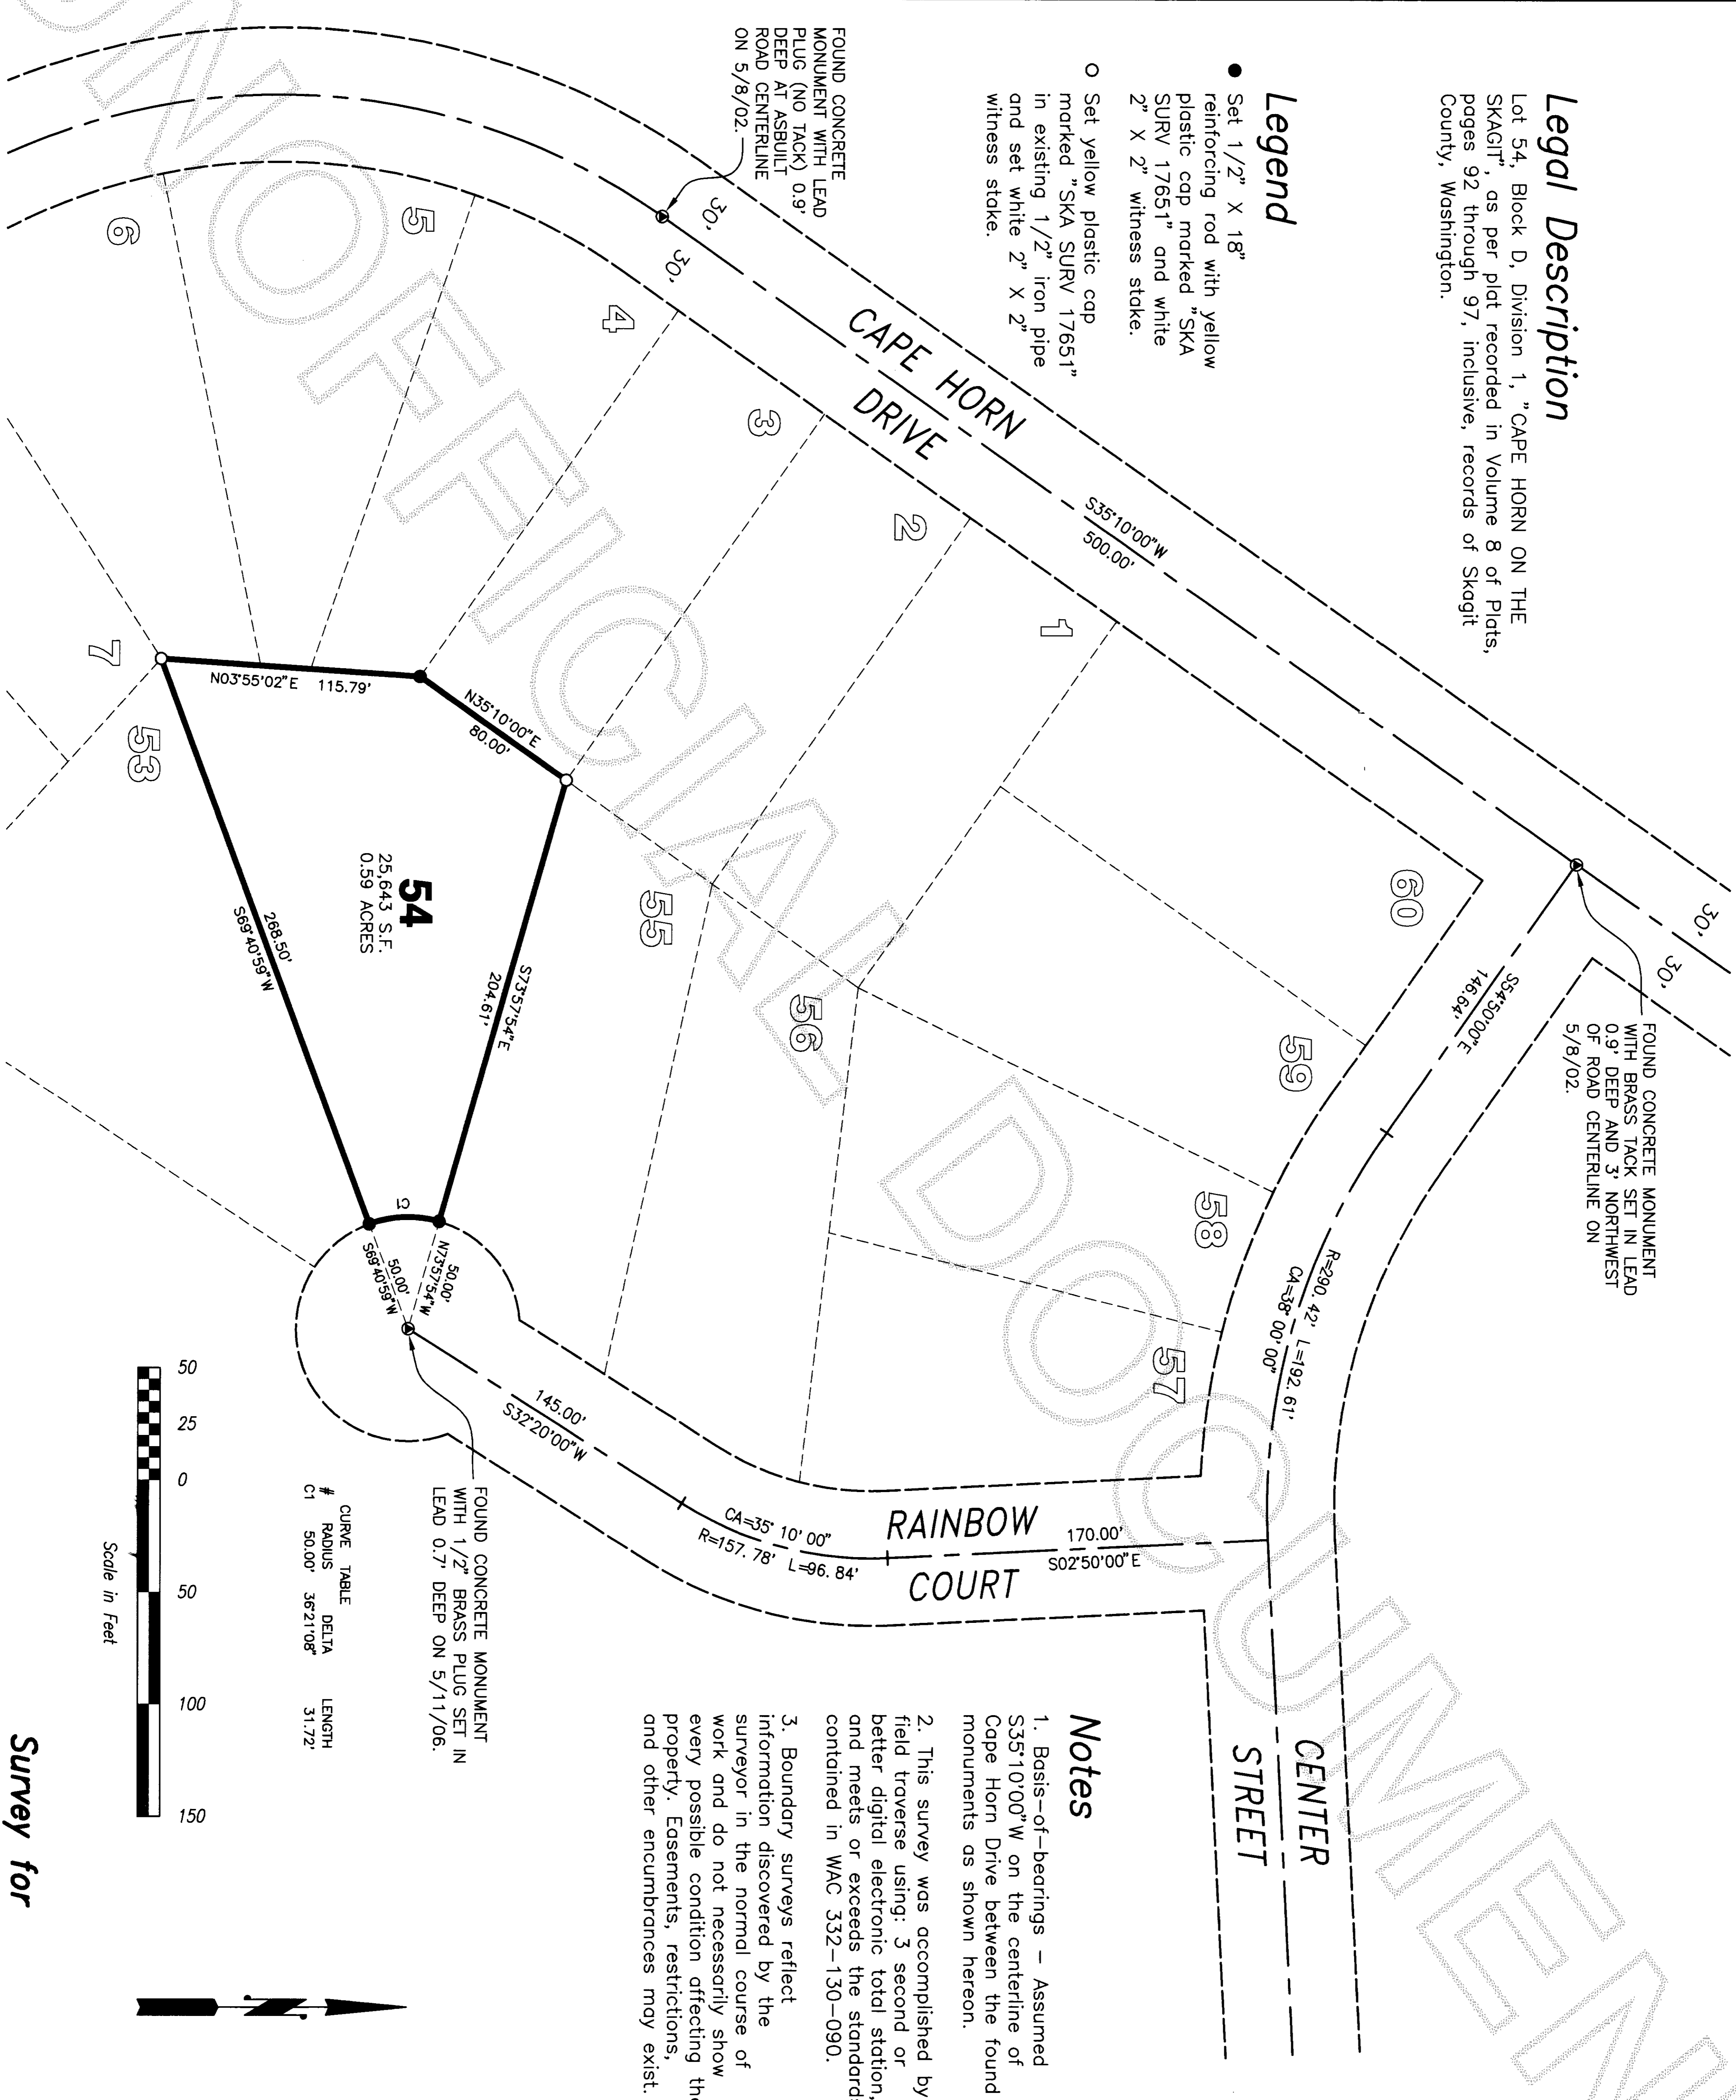 Legal Description
Lot 54, Block D, Division 1, "CAPE HORN ON THE
SKAGIT", as per plat recorded in Volume 8 of Plats,
pages 92 through 97, inclusive, records of Skagit
County, Washington.
Legend
Set 1/2" X 18"
reinforcing rod with yellow
plastic cap marked "SKA
SURV 17651" and white
2" X 2" witness stake.
Set yellow plastic cap
marked "SKA SURV 17651"
in existing 1/2" iron pipe
and set white 2" X 2"
witness stake.
FOUND CONCRETE
MONUMENT WITH LEAD
PLUG (NO TACK) 0.9'
DEEP AT ASBUILT
ROAD CENTERLINE
ON 5/8/02.
30'
30'
CAPE HORN
DRIVE
S35°10'00"W
500.00'
30'
30'
FOUND CONCRETE MONUMENT
WITH BRASS TACK SET IN LEAD
0.9' DEEP AND 3' NORTHWEST
OF ROAD CENTERLINE ON
5/8/02.
S54°50'00"E
146.64'
R=290.42' L=192.61'
CA=38°00'00"
60
59
58
57
56
55
1
2
3
4
5
6
7
53
N03°55'02"E 115.79'
N35°10'00"E
80.00'
54
25,643 S.F.
0.59 ACRES
S73°57'54"E
204.61'
268.50'
S69°40'59"W
C1
50.00'
N73°57'54"W
50.00'
S69°40'59"W
145.00'
S32°20'00"W
CA=35°10'00"
R=157.78' L=96.84'
RAINBOW
COURT
170.00'
S02°50'00"E
CENTER
STREET
FOUND CONCRETE MONUMENT
WITH 1/2" BRASS PLUG SET IN
LEAD 0.7' DEEP ON 5/11/06.
CURVE TABLE
# RADIUS DELTA LENGTH
C1 50.00' 36°21'08" 31.72'
50 25 0 50 100 150
Scale in Feet
Notes
1. Basis-of-bearings - Assumed
S35°10'00"W on the centerline of
Cape Horn Drive between the found
monuments as shown hereon.
2. This survey was accomplished by
field traverse using: 3 second or
better digital electronic total station,
and meets or exceeds the standard
contained in WAC 332-130-090.
3. Boundary surveys reflect
information discovered by the
surveyor in the normal course of
work and do not necessarily show
every possible condition affecting th
property. Easements, restrictions,
and other encumbrances may exist.
Survey for
UNOFFICIAL DOCUMEN